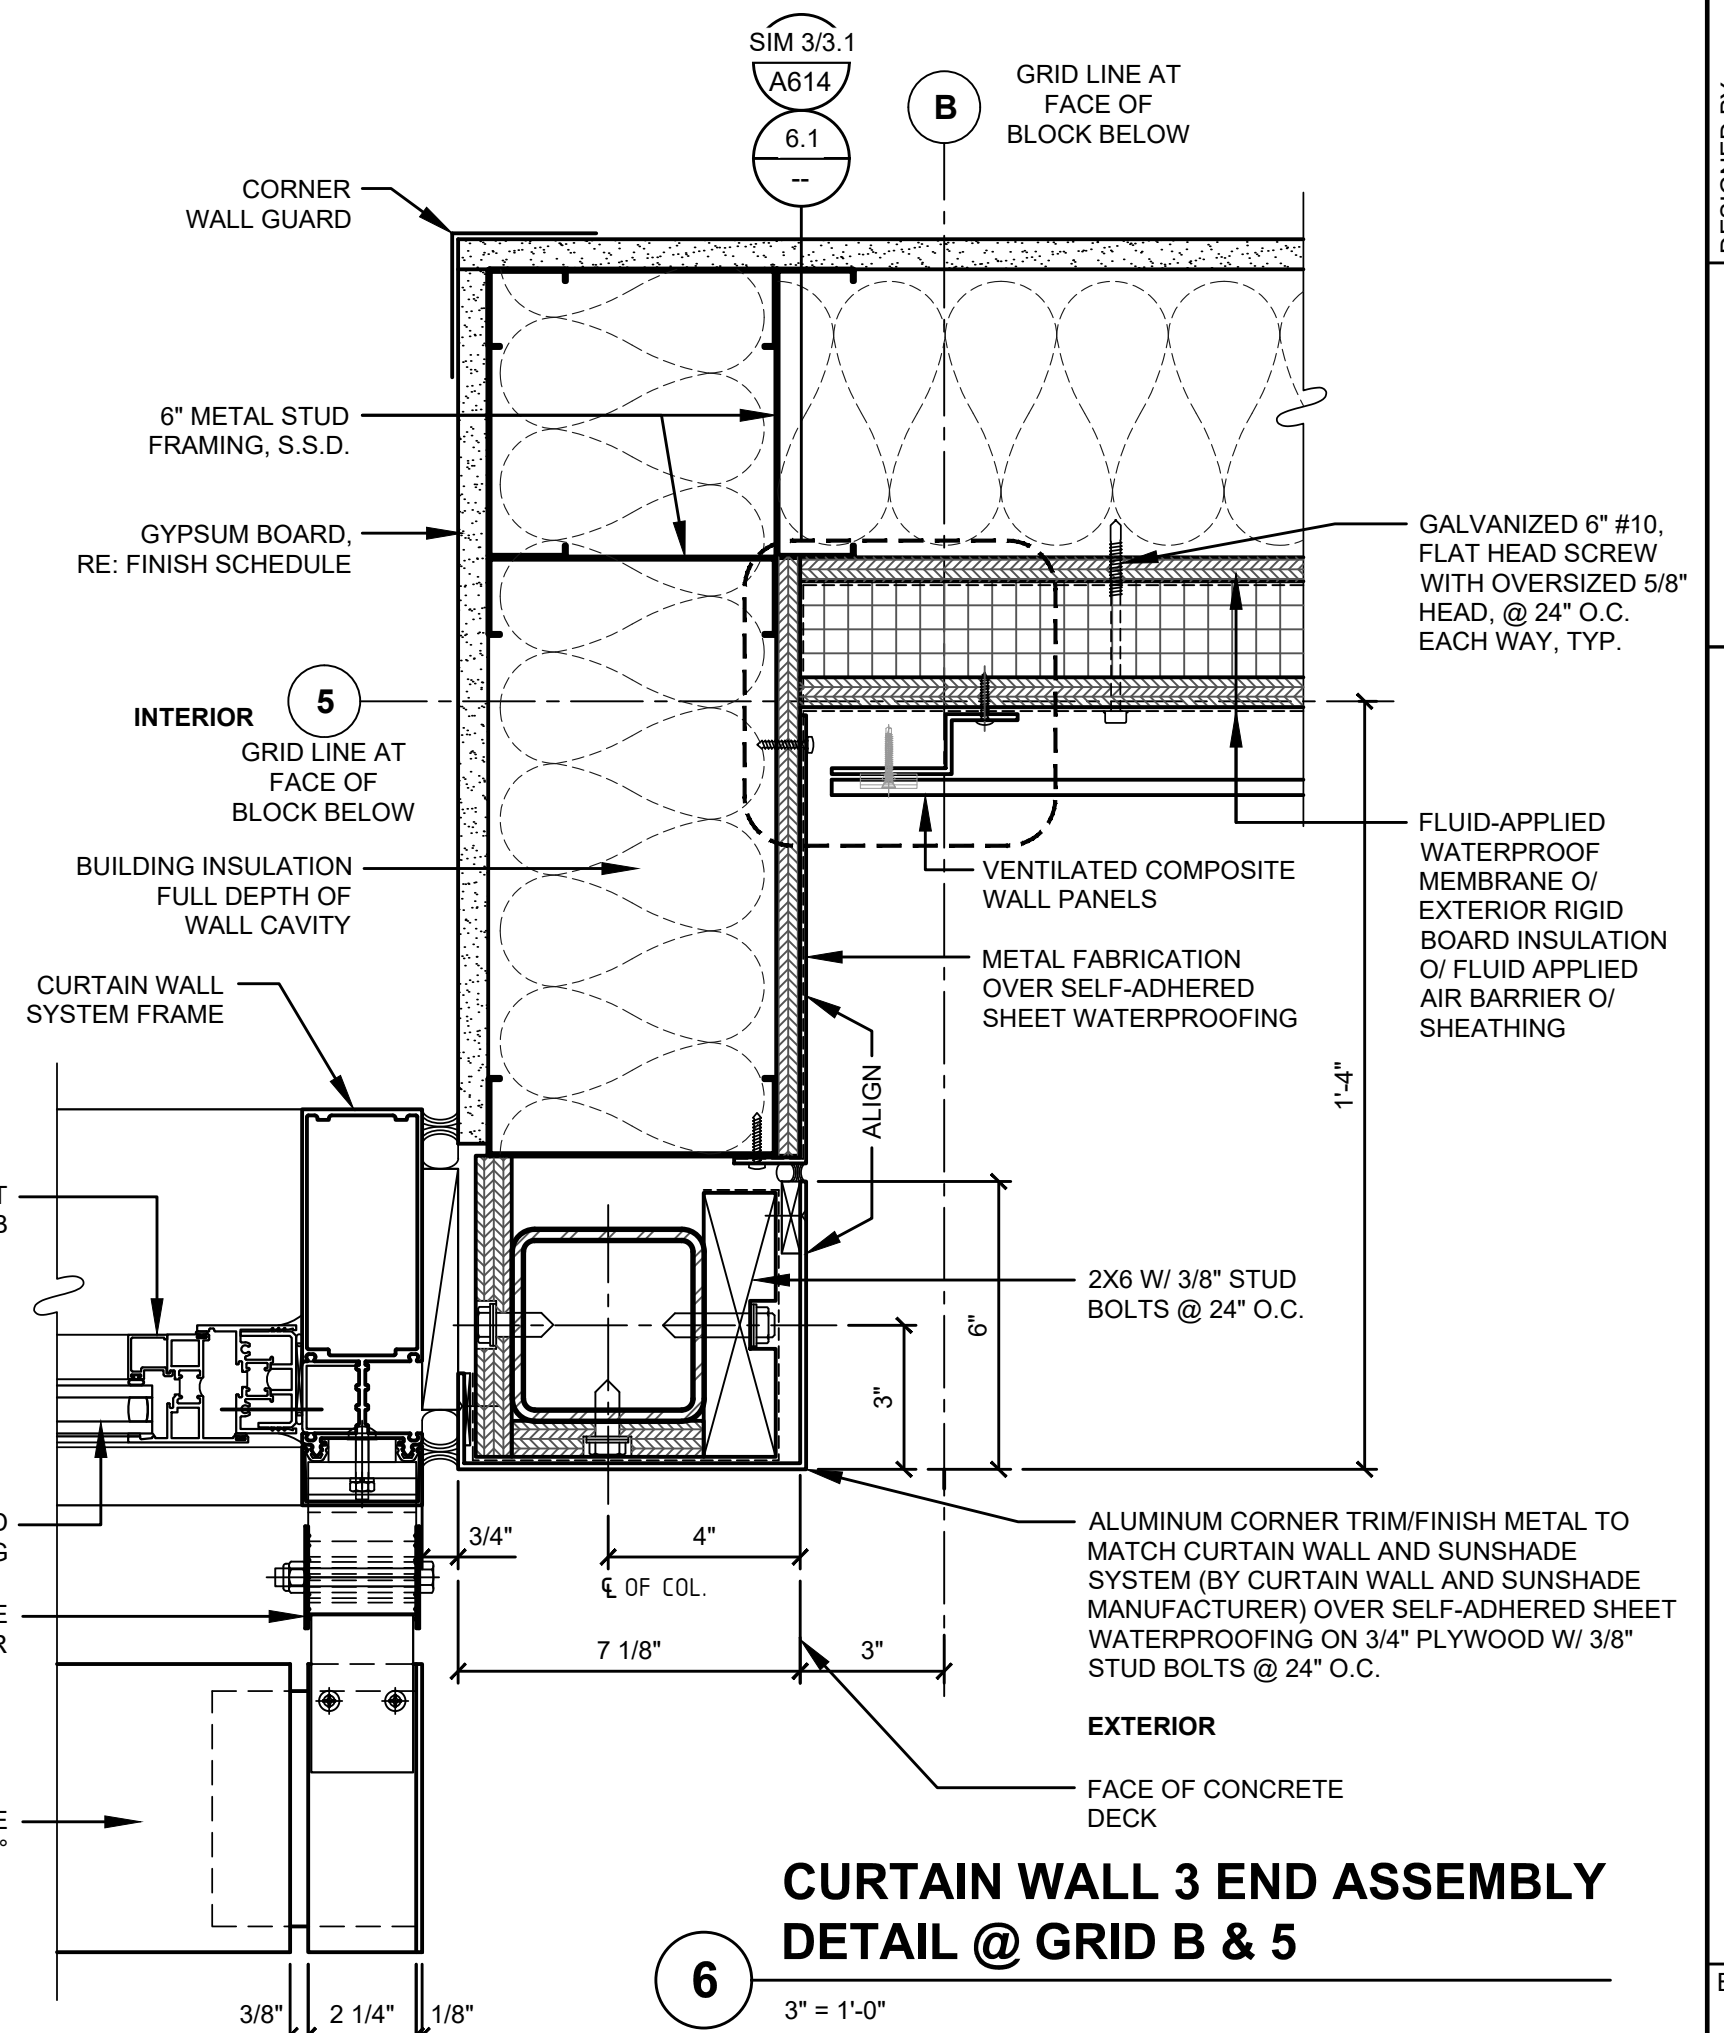 SIM 3/3.1
A614
6.1
--
B
GRID LINE AT
FACE OF
BLOCK BELOW
CORNER
WALL GUARD
6" METAL STUD
FRAMING, S.S.D.
GYPSUM BOARD,
RE: FINISH SCHEDULE
GALVANIZED 6" #10,
FLAT HEAD SCREW
WITH OVERSIZED 5/8"
HEAD, @ 24" O.C.
EACH WAY, TYP.
INTERIOR
5
GRID LINE AT
FACE OF
BLOCK BELOW
BUILDING INSULATION
FULL DEPTH OF
WALL CAVITY
VENTILATED COMPOSITE
WALL PANELS
FLUID-APPLIED
WATERPROOF
MEMBRANE O/
EXTERIOR RIGID
BOARD INSULATION
O/ FLUID APPLIED
AIR BARRIER O/
SHEATHING
METAL FABRICATION
OVER SELF-ADHERED
SHEET WATERPROOFING
CURTAIN WALL
SYSTEM FRAME
ALIGN
1'-4"
T
B
2X6 W/ 3/8" STUD
BOLTS @ 24" O.C.
6"
3"
G
3/4"
4"
℄ OF COL.
ALUMINUM CORNER TRIM/FINISH METAL TO
MATCH CURTAIN WALL AND SUNSHADE
SYSTEM (BY CURTAIN WALL AND SUNSHADE
MANUFACTURER) OVER SELF-ADHERED SHEET
WATERPROOFING ON 3/4" PLYWOOD W/ 3/8"
STUD BOLTS @ 24" O.C.
E
R
7 1/8"
3"
EXTERIOR
FACE OF CONCRETE
DECK
E
°
CURTAIN WALL 3 END ASSEMBLY
DETAIL @ GRID B & 5
6
3" = 1'-0"
3/8"
2 1/4"
1/8"